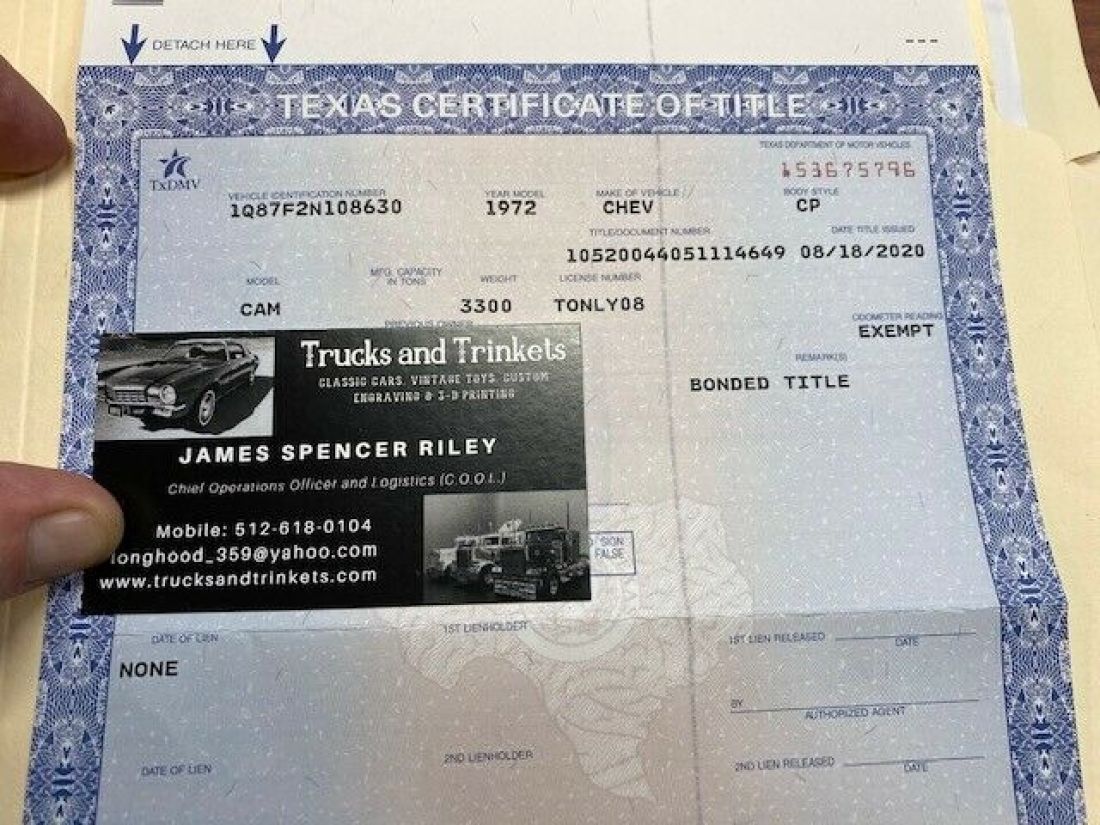 DETACH HERE
TEXAS CERTIFICATE OF TITLE
TEXAS DEPARTMENT OF MOTOR VEHICLES
TxDMV
153675796
VEHICLE IDENTIFICATION NUMBER YEAR MODEL MAKE OF VEHICLE BODY STYLE
1Q87F2N108630 1972 CHEV CP
TITLE/DOCUMENT NUMBER DATE TITLE ISSUED
10520044051114649 08/18/2020
MODEL MFG. CAPACITY IN TONS WEIGHT LICENSE NUMBER
CAM 3300 TONLY08
PREVIOUS OWNER ODOMETER READING
EXEMPT
REMARK(S)
BONDED TITLE
Trucks and Trinkets
CLASSIC CARS, VINTAGE TOYS, CUSTOM
ENGRAVING & 3-D PRINTING
JAMES SPENCER RILEY
Chief Operations Officer and Logistics (C.O.O.L.)
Mobile: 512-618-0104
longhood_359@yahoo.com
www.trucksandtrinkets.com
SIGN
FALSE
DATE OF LIEN 1ST LIENHOLDER 1ST LIEN RELEASED DATE
NONE
BY
AUTHORIZED AGENT
DATE OF LIEN 2ND LIENHOLDER 2ND LIEN RELEASED DATE